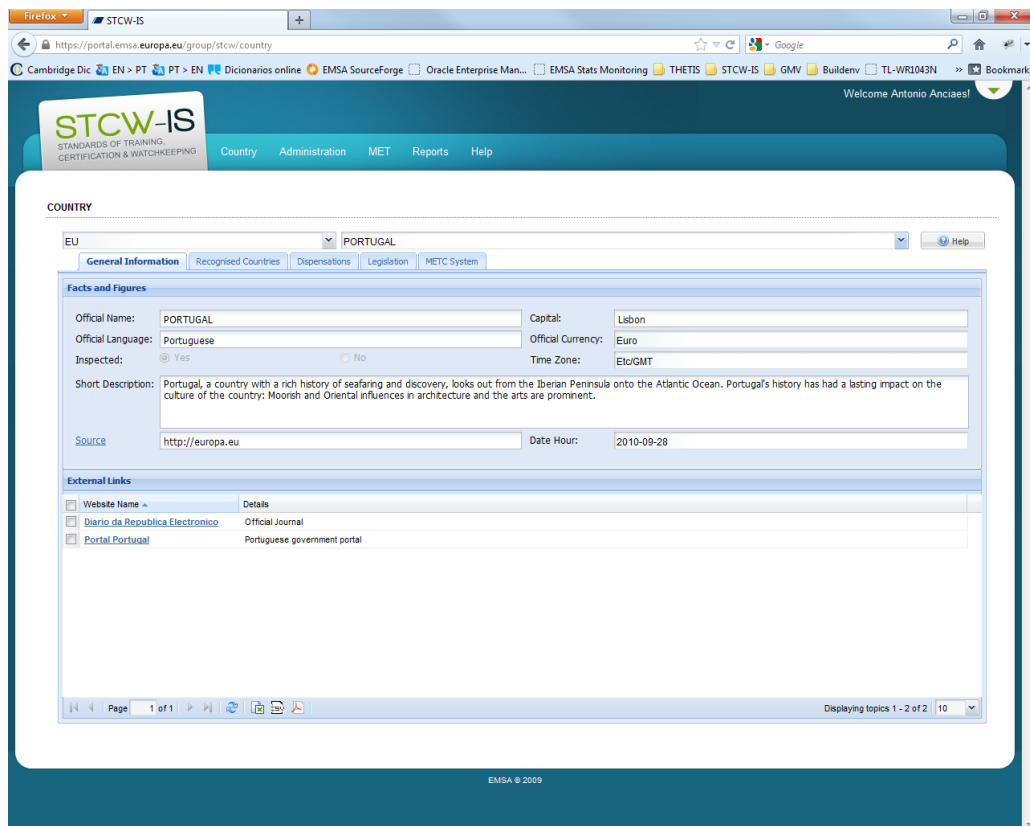 Firefox
STCW-IS
https://portal.emsa.europa.eu/group/stcw/country
Google
Cambridge Dic EN > PT PT > EN Dicionarios online EMSA SourceForge Oracle Enterprise Man... EMSA Stats Monitoring THETIS STCW-IS GMV Buildenv TL-WR1043N » Bookmark
Welcome Antonio Anciaes!
STCW-IS
STANDARDS OF TRAINING,
CERTIFICATION & WATCHKEEPING
Country Administration MET Reports Help
COUNTRY
EU PORTUGAL Help
General Information Recognised Countries Dispensations Legislation METC System
Facts and Figures
Official Name: PORTUGAL Capital: Lisbon
Official Language: Portuguese Official Currency: Euro
Inspected: Yes No Time Zone: Etc/GMT
Short Description: Portugal, a country with a rich history of seafaring and discovery, looks out from the Iberian Peninsula onto the Atlantic Ocean. Portugal's history has had a lasting impact on the
culture of the country: Moorish and Oriental influences in architecture and the arts are prominent.
Source http://europa.eu Date Hour: 2010-09-28
External Links
Website Name Details
Diario da Republica Electronico Official Journal
Portal Portugal Portuguese government portal
Page 1 of 1 Displaying topics 1 - 2 of 2 10
EMSA © 2009